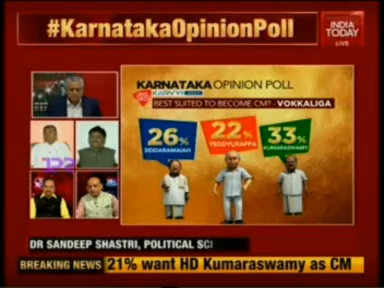 #KarnatakaOpinionPoll
INDIA
TODAY
LIVE
KARNATAKA OPINION POLL
KARVY
BEST SUITED TO BECOME CM? - VOKKALIGA
26%
SIDDARAMAIAH
22%
YEDDYURAPPA
33%
KUMARASWAMY
DR SANDEEP SHASTRI, POLITICAL SCI
BREAKING NEWS 21% want HD Kumaraswamy as CM